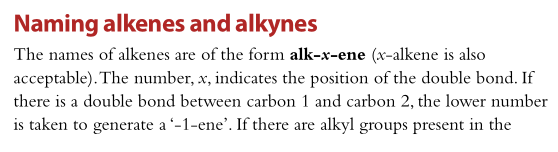 Naming alkenes and alkynes
The names of alkenes are of the form alk-x-ene (x-alkene is also
acceptable). The number, x, indicates the position of the double bond. If
there is a double bond between carbon 1 and carbon 2, the lower number
is taken to generate a ‘-1-ene’. If there are alkyl groups present in the